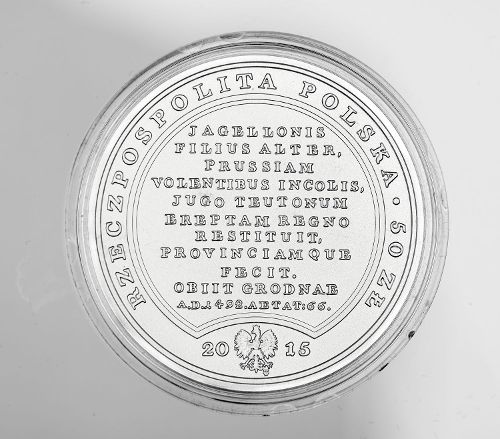 RZECZPOSPOLITA POLSKA · 50 ZŁ
JAGELLONIS
FILIUS ALTER,
PRUSSIAM
VOLENTIBUS INCOLIS,
JUGO TEUTONUM
EREPTAM REGNO
RESTITUIT,
PROVINCIAMQUE
FECIT.
OBIIT GRODNAE
A.D.1492.AETAT:66.
20 15